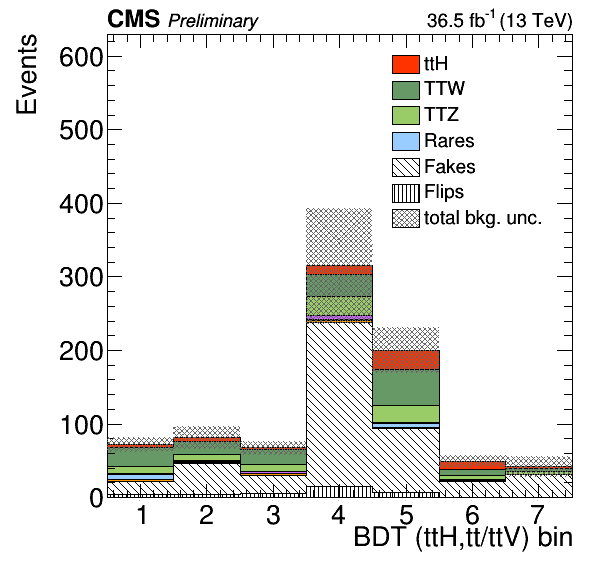 CMS Preliminary 36.5 fb-1 (13 TeV)
Events
600
500
400
300
200
100
0
ttH
TTW
TTZ
Rares
Fakes
Flips
total bkg. unc.
1 2 3 4 5 6 7
BDT (ttH,tt/ttV) bin